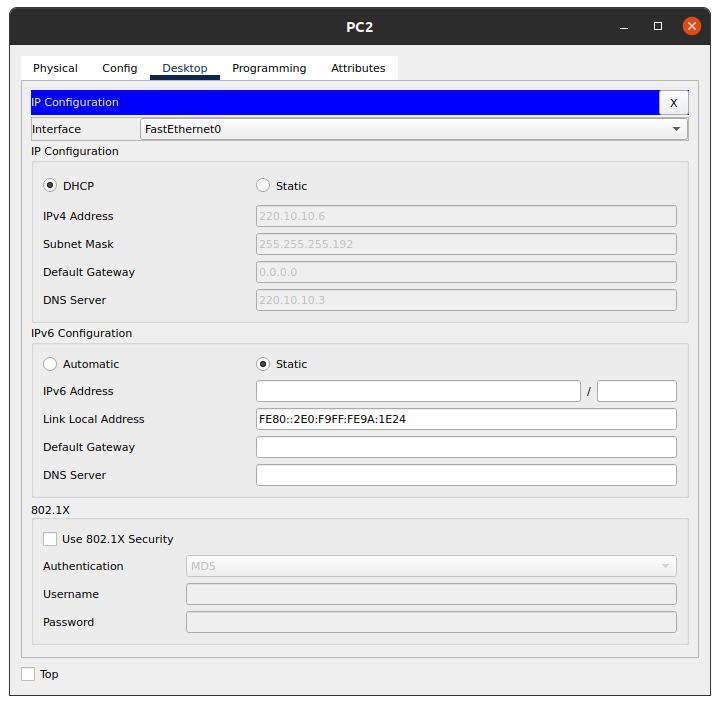 PC2
Physical Config Desktop Programming Attributes
IP Configuration X
Interface FastEthernet0
IP Configuration
DHCP Static
IPv4 Address 220.10.10.6
Subnet Mask 255.255.255.192
Default Gateway 0.0.0.0
DNS Server 220.10.10.3
IPv6 Configuration
Automatic Static
IPv6 Address /
Link Local Address FE80::2E0:F9FF:FE9A:1E24
Default Gateway
DNS Server
802.1X
Use 802.1X Security
Authentication MD5
Username
Password
Top